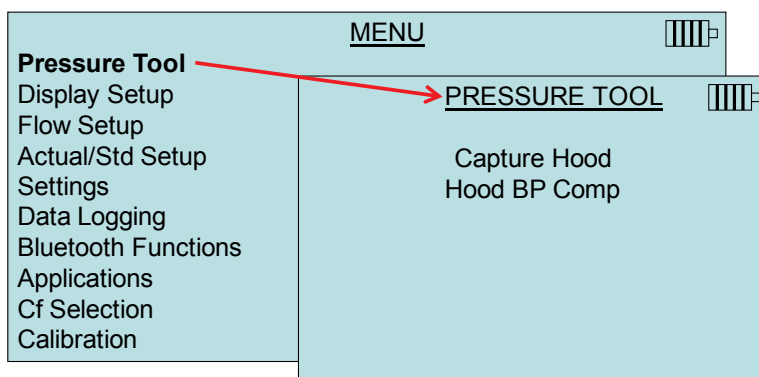 MENU
Pressure Tool
Display Setup
Flow Setup
Actual/Std Setup
Settings
Data Logging
Bluetooth Functions
Applications
Cf Selection
Calibration
PRESSURE TOOL
Capture Hood
Hood BP Comp